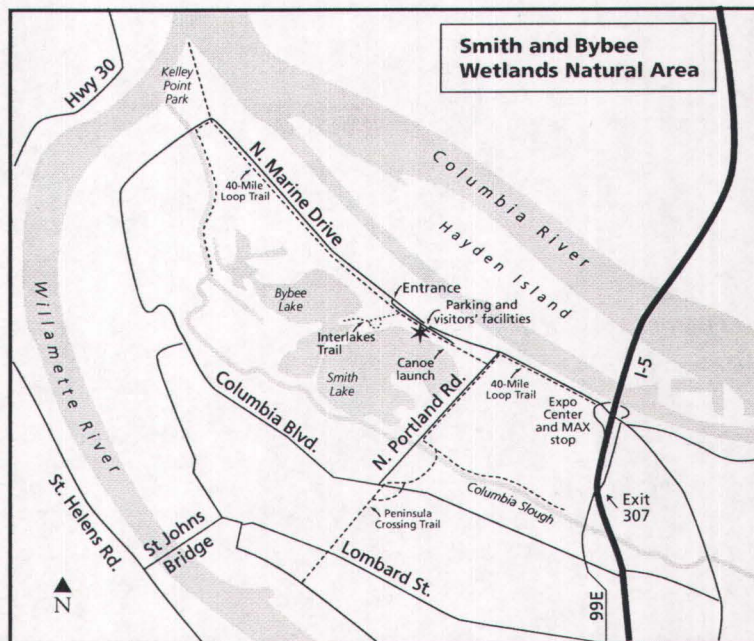 Smith and Bybee
Wetlands Natural Area
Hwy 30
Kelley
Point
Park
N. Marine Drive
40-Mile
Loop Trail
Columbia River
Hayden Island
Willamette River
Bybee
Lake
Entrance
Parking and
visitors' facilities
Interlakes
Trail
Smith
Lake
Canoe
launch
N. Portland Rd.
40-Mile
Loop Trail
I-5
Expo
Center
and MAX
stop
Columbia Blvd.
Columbia Slough
Exit
307
Peninsula
Crossing Trail
St. Helens Rd.
St Johns
Bridge
Lombard St.
99E
N